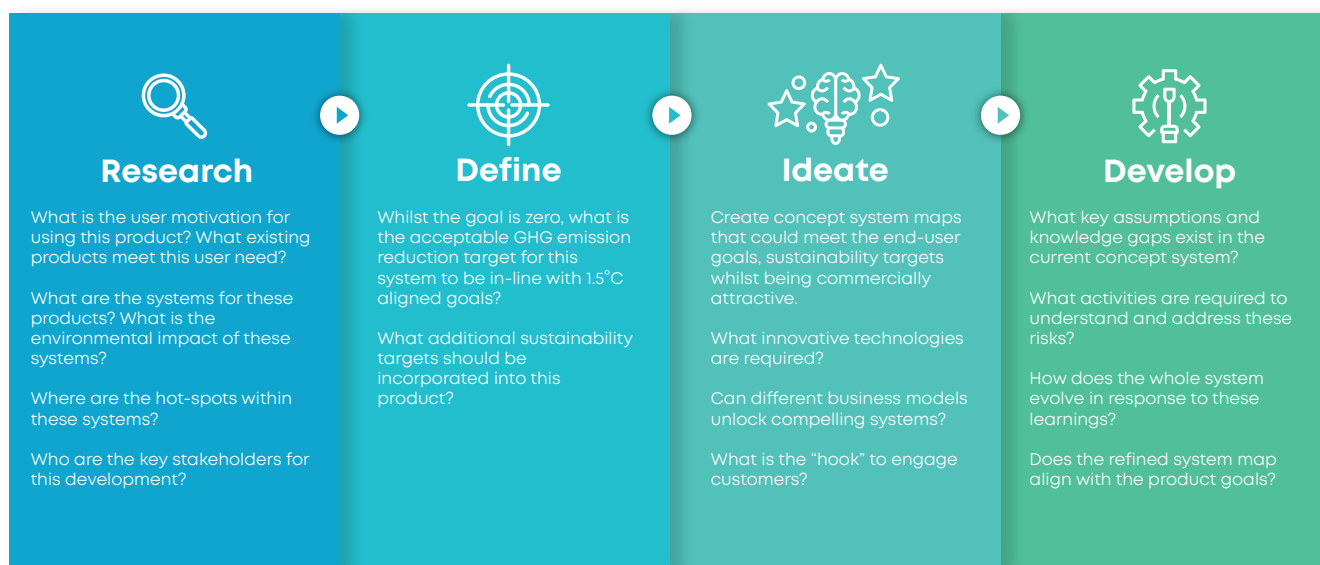 Research
What is the user motivation for
using this product? What existing
products meet this user need?
What are the systems for these
products? What is the
environmental impact of these
systems?
Where are the hot-spots within
these systems?
Who are the key stakeholders for
this development?
Define
Whilst the goal is zero, what is
the acceptable GHG emission
reduction target for this
system to be in-line with 1.5°C
aligned goals?
What additional sustainability
targets should be
incorporated into this
product?
Ideate
Create concept system maps
that could meet the end-user
goals, sustainability targets
whilst being commercially
attractive.
What innovative technologies
are required?
Can different business models
unlock compelling systems?
What is the “hook” to engage
customers?
Develop
What key assumptions and
knowledge gaps exist in the
current concept system?
What activities are required to
understand and address these
risks?
How does the whole system
evolve in response to these
learnings?
Does the refined system map
align with the product goals?